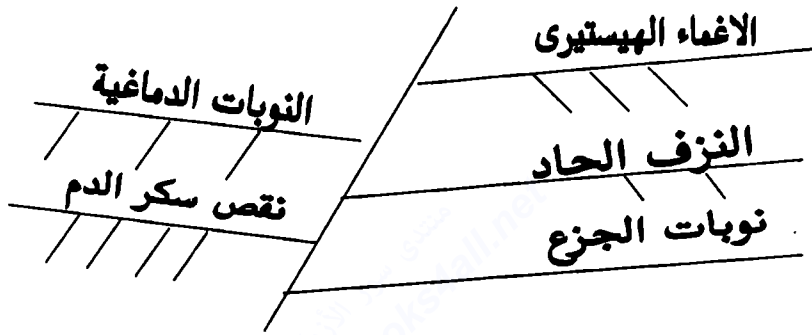 الاغماء الهيستيرى
النزف الحاد
نوبات الجزع
النوبات الدماغية
نقص سكر الدم